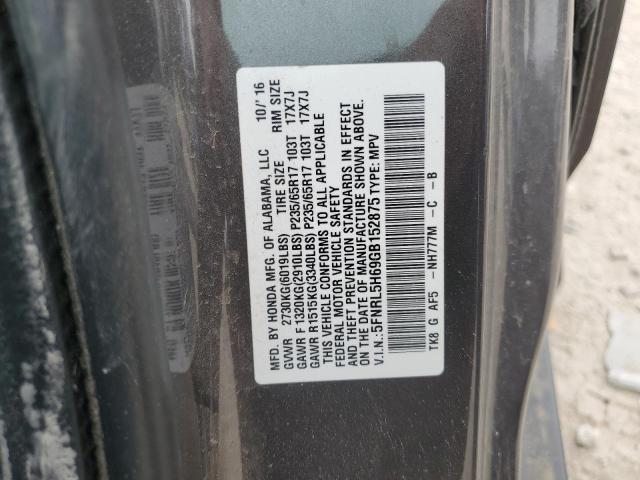 MFD. BY HONDA MFG. OF ALABAMA, LLC 10/'16
GVWR 2730KG(6019LBS) TIRE SIZE RIM SIZE
GAWR F 1320KG(2910LBS) P235/65R17 103T 17X7J
GAWR R1515KG(3340LBS) P235/65R17 103T 17X7J
THIS VEHICLE CONFORMS TO ALL APPLICABLE
FEDERAL MOTOR VEHICLE SAFETY
& THEFT PREVENTION STANDARDS IN EFFECT
ON THE DATE OF MANUFACTURE SHOWN ABOVE.
V.I.N.:5FNRL5H69GB152875 TYPE: MPV
TK8 G AF5 -NH777M -C -B